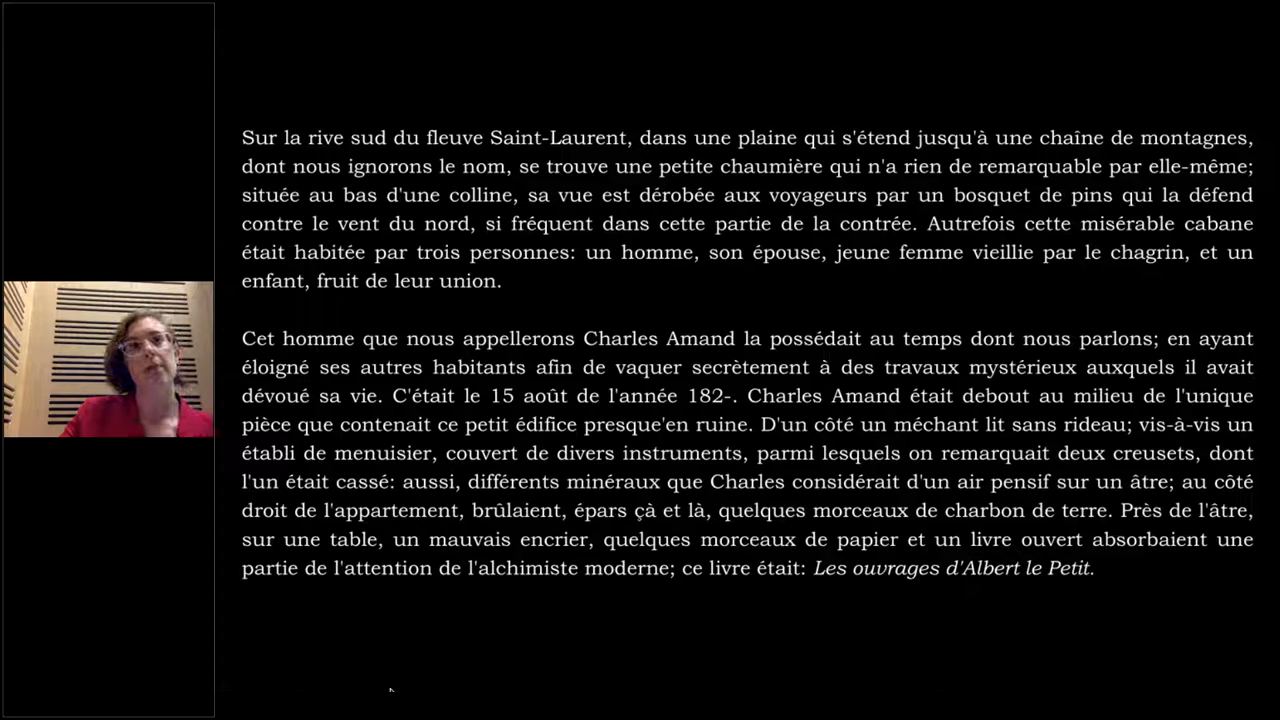 Sur la rive sud du fleuve Saint-Laurent, dans une plaine qui s'étend jusqu'à une chaîne de montagnes,
dont nous ignorons le nom, se trouve une petite chaumière qui n'a rien de remarquable par elle-même;
située au bas d'une colline, sa vue est dérobée aux voyageurs par un bosquet de pins qui la défend
contre le vent du nord, si fréquent dans cette partie de la contrée. Autrefois cette misérable cabane
était habitée par trois personnes: un homme, son épouse, jeune femme vieillie par le chagrin, et un
enfant, fruit de leur union.
Cet homme que nous appellerons Charles Amand la possédait au temps dont nous parlons; en ayant
éloigné ses autres habitants afin de vaquer secrètement à des travaux mystérieux auxquels il avait
dévoué sa vie. C'était le 15 août de l'année 182-. Charles Amand était debout au milieu de l'unique
pièce que contenait ce petit édifice presque'en ruine. D'un côté un méchant lit sans rideau; vis-à-vis un
établi de menuisier, couvert de divers instruments, parmi lesquels on remarquait deux creusets, dont
l'un était cassé: aussi, différents minéraux que Charles considérait d'un air pensif sur un âtre; au côté
droit de l'appartement, brûlaient, épars çà et là, quelques morceaux de charbon de terre. Près de l'âtre,
sur une table, un mauvais encrier, quelques morceaux de papier et un livre ouvert absorbaient une
partie de l'attention de l'alchimiste moderne; ce livre était: Les ouvrages d'Albert le Petit.